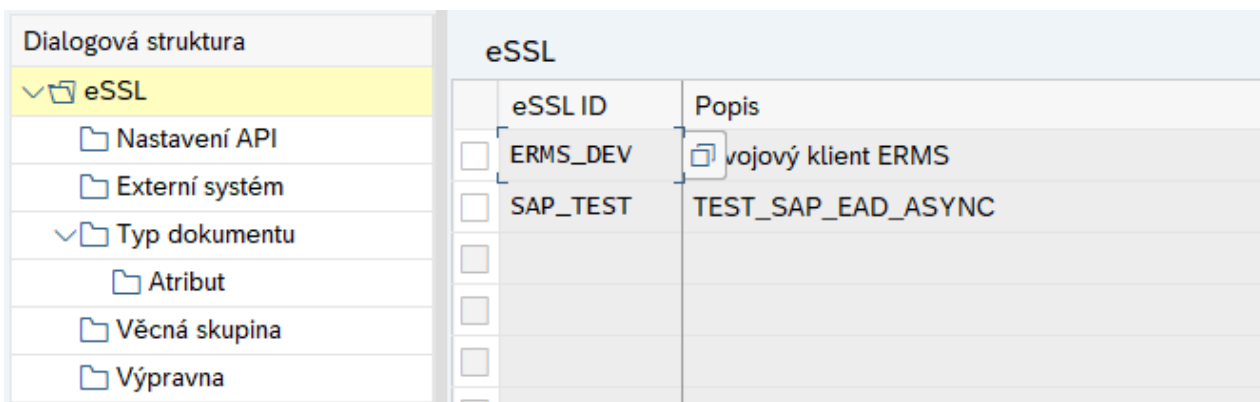 Dialogová struktura
eSSL
Nastavení API
Externí systém
Typ dokumentu
Atribut
Věcná skupina
Výpravna
eSSL
eSSL ID Popis
ERMS_DEV vojový klient ERMS
SAP_TEST TEST_SAP_EAD_ASYNC